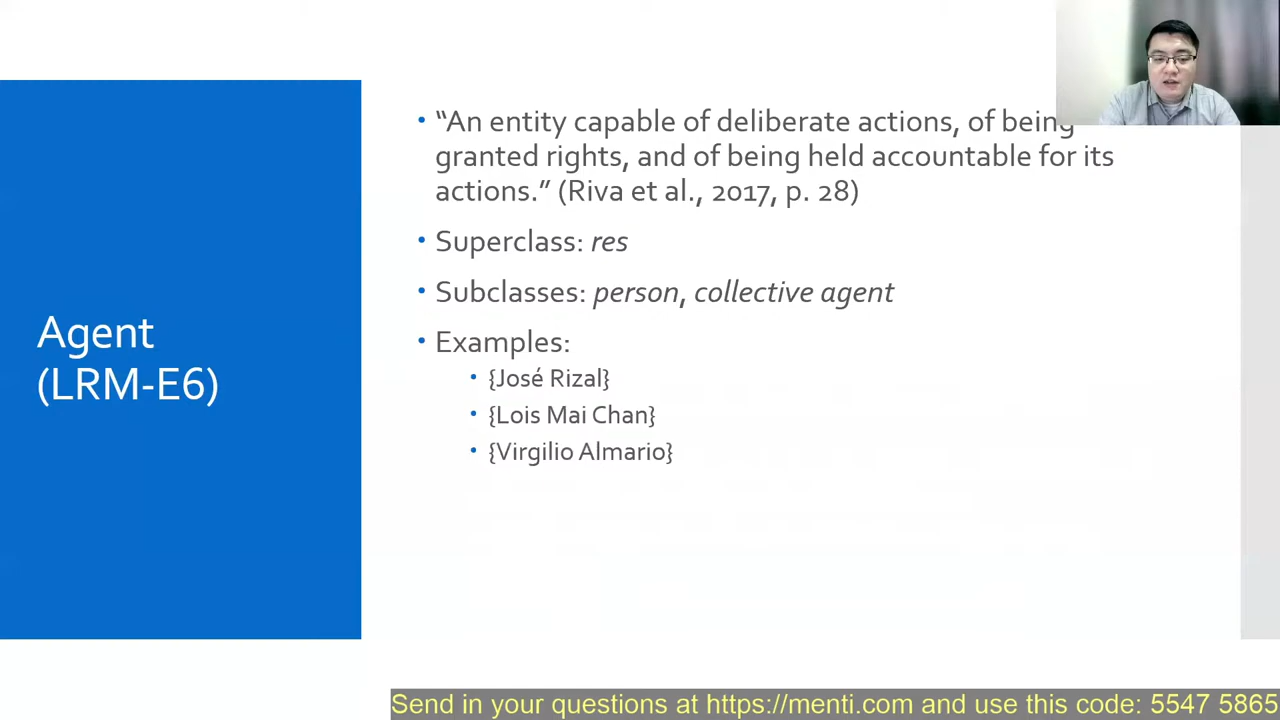 Agent
(LRM-E6)
• “An entity capable of deliberate actions, of being
granted rights, and of being held accountable for its
actions.” (Riva et al., 2017, p. 28)
• Superclass: res
• Subclasses: person, collective agent
• Examples:
• {José Rizal}
• {Lois Mai Chan}
• {Virgilio Almario}
Send in your questions at https://menti.com and use this code: 5547 5865